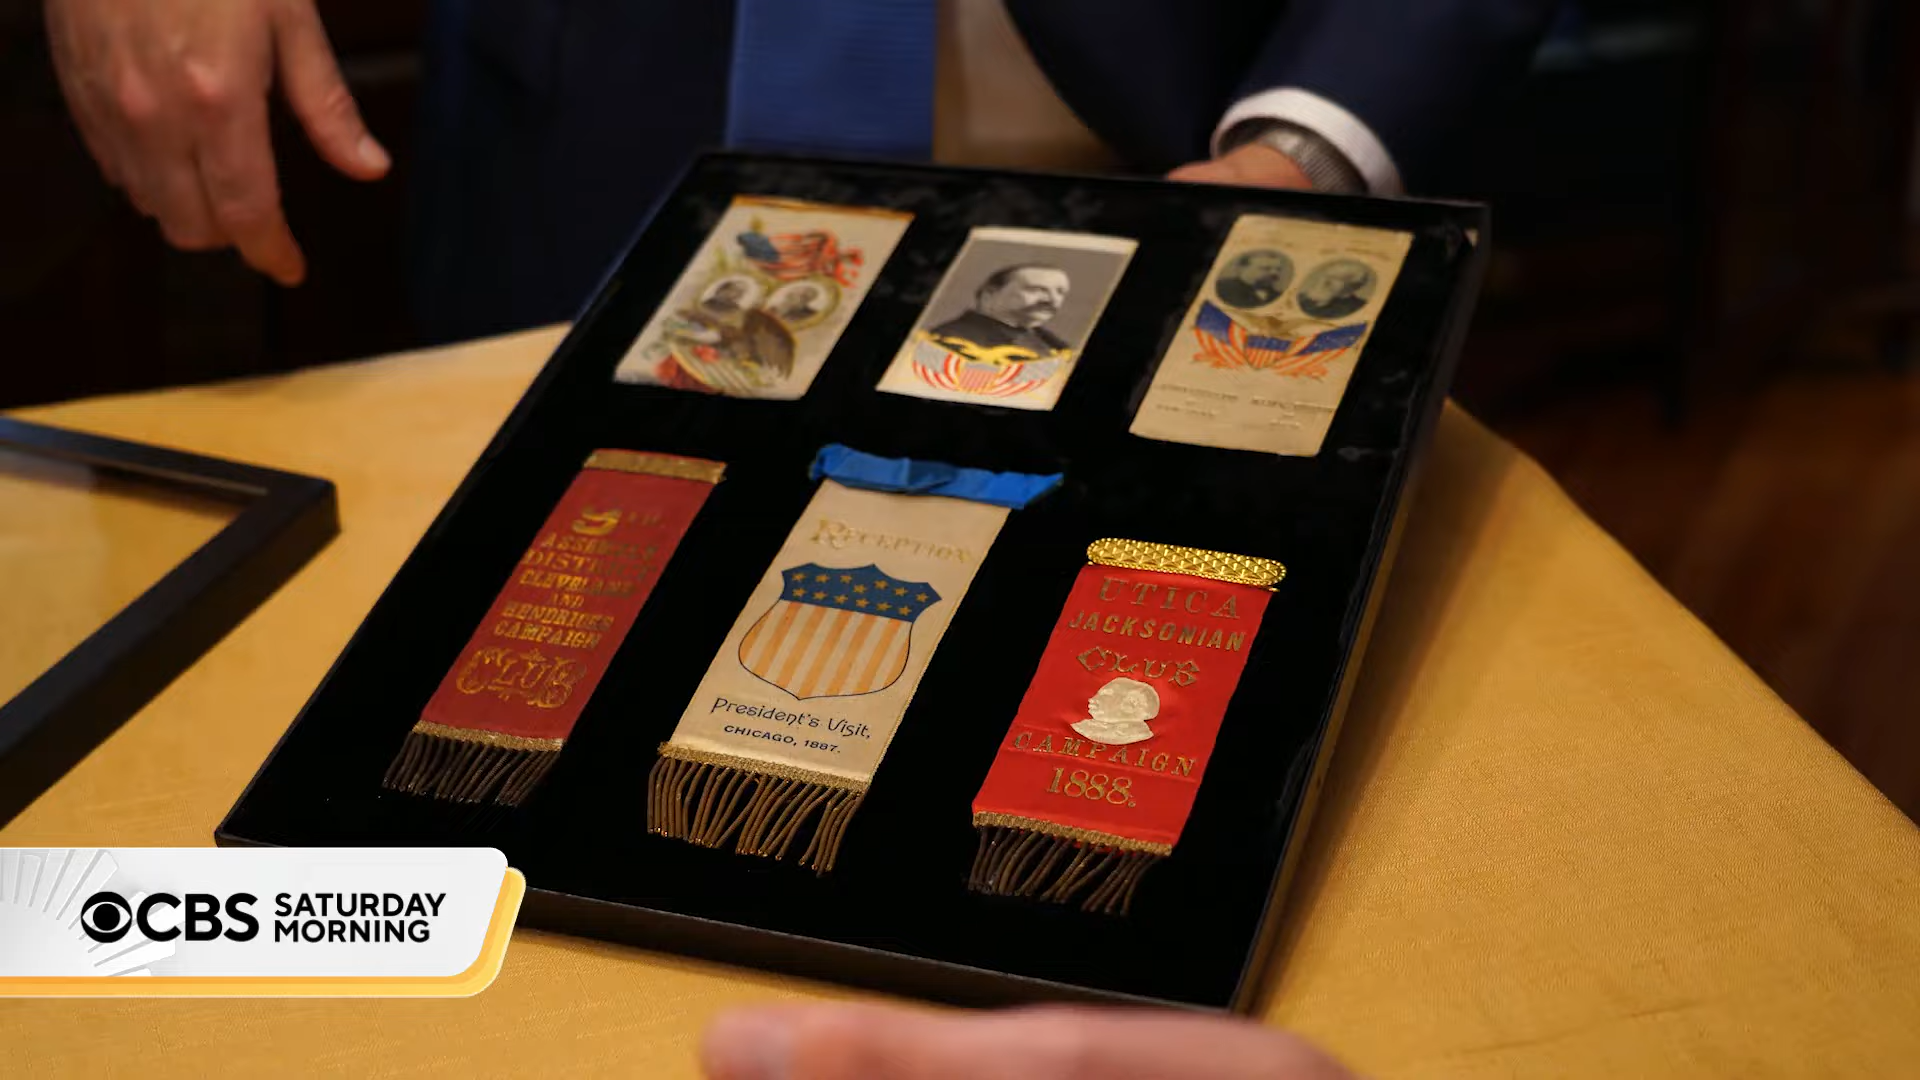 9TH.
ASSEMBLY
DISTRICT
CLEVELAND
AND
HENDRICKS
CAMPAIGN
CLUB
RECEPTION
President's Visit,
CHICAGO, 1887.
UTICA
JACKSONIAN
CLUB
CAMPAIGN
1888.
CBS SATURDAY
MORNING